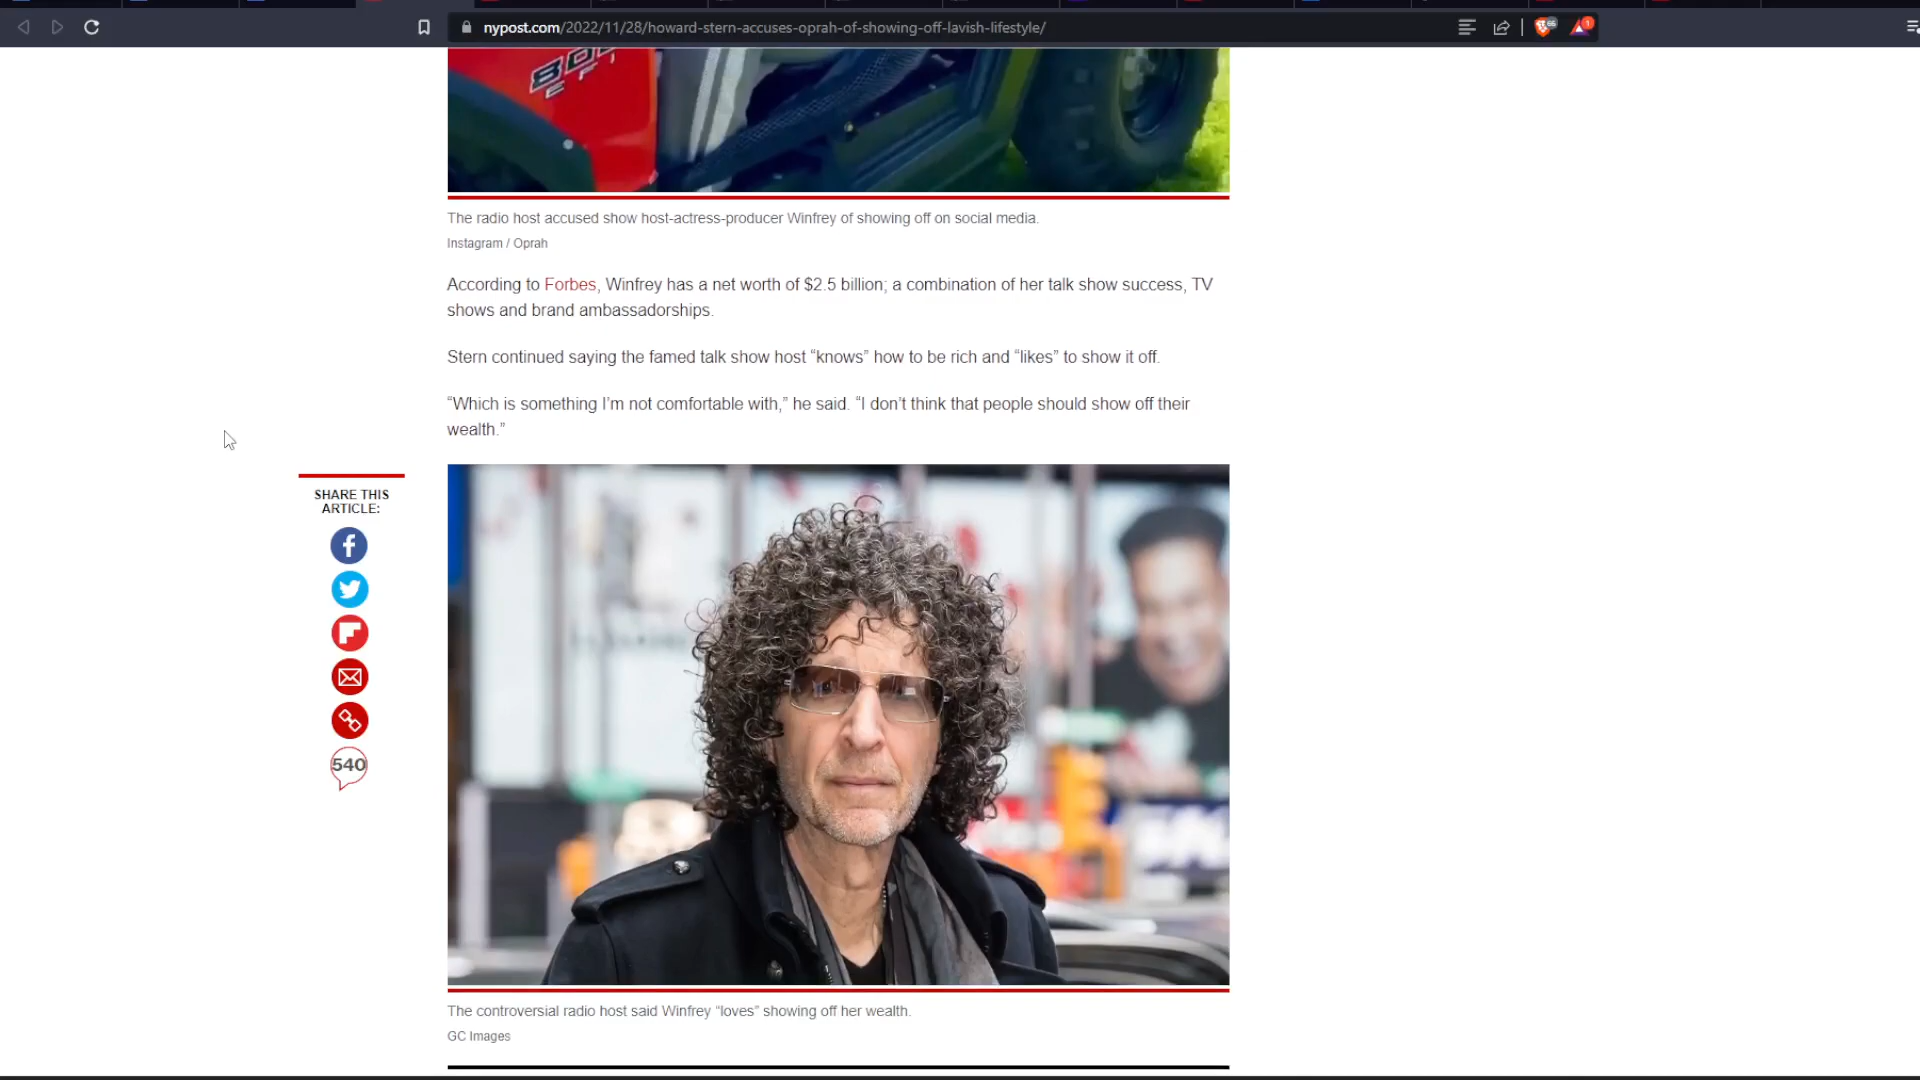 nypost.com/2022/11/28/howard-stern-accuses-oprah-of-showing-off-lavish-lifestyle/
The radio host accused show host-actress-producer Winfrey of showing off on social media.
Instagram / Oprah
According to Forbes, Winfrey has a net worth of $2.5 billion; a combination of her talk show success, TV
shows and brand ambassadorships.
Stern continued saying the famed talk show host “knows” how to be rich and “likes” to show it off.
“Which is something I’m not comfortable with,” he said. “I don’t think that people should show off their
wealth.”
SHARE THIS
ARTICLE:
540
The controversial radio host said Winfrey “loves” showing off her wealth.
GC Images